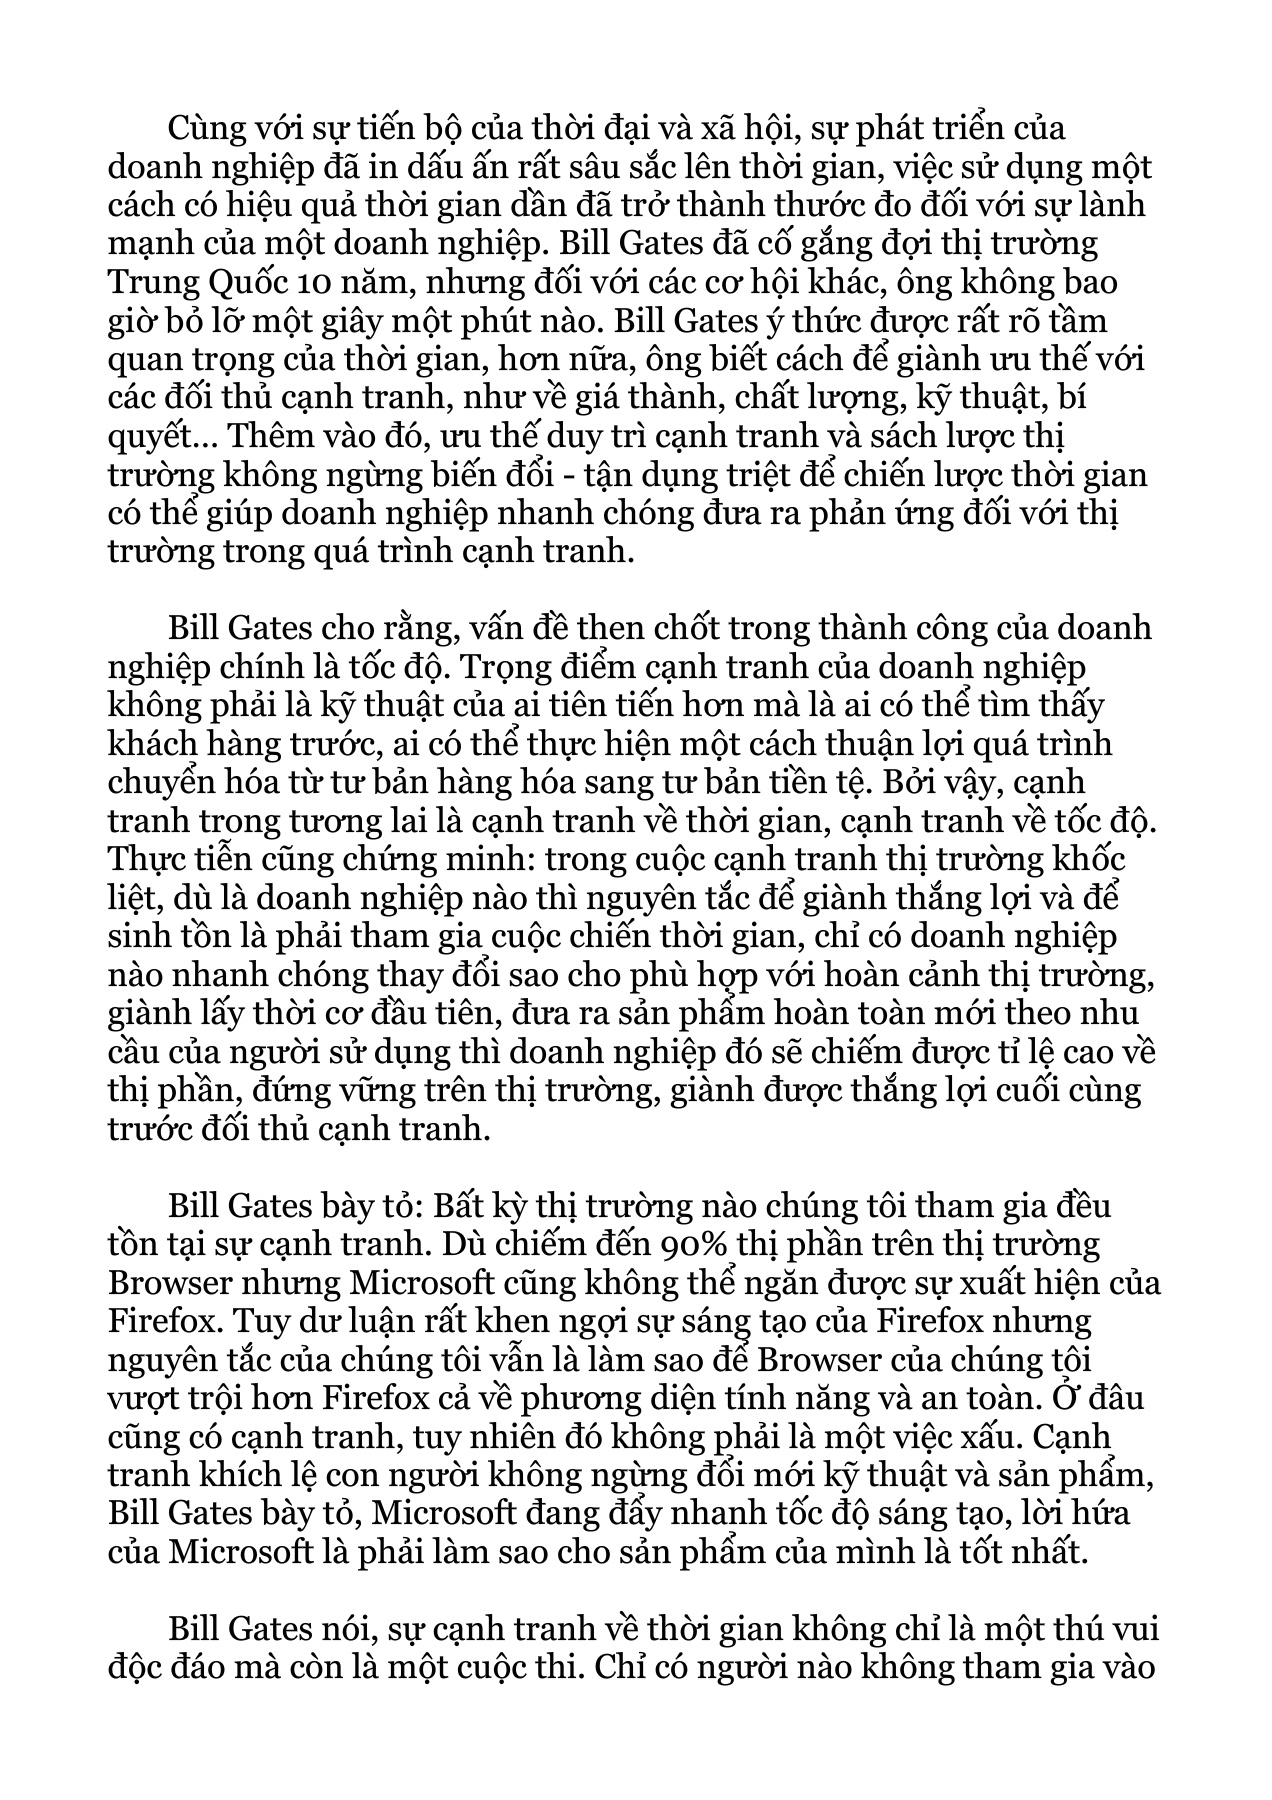 Cùng với sự tiến bộ của thời đại và xã hội, sự phát triển của
doanh nghiệp đã in dấu ấn rất sâu sắc lên thời gian, việc sử dụng một
cách có hiệu quả thời gian dần đã trở thành thước đo đối với sự lành
mạnh của một doanh nghiệp. Bill Gates đã cố gắng đợi thị trường
Trung Quốc 10 năm, nhưng đối với các cơ hội khác, ông không bao
giờ bỏ lỡ một giây một phút nào. Bill Gates ý thức được rất rõ tầm
quan trọng của thời gian, hơn nữa, ông biết cách để giành ưu thế với
các đối thủ cạnh tranh, như về giá thành, chất lượng, kỹ thuật, bí
quyết... Thêm vào đó, ưu thế duy trì cạnh tranh và sách lược thị
trường không ngừng biến đổi - tận dụng triệt để chiến lược thời gian
có thể giúp doanh nghiệp nhanh chóng đưa ra phản ứng đối với thị
trường trong quá trình cạnh tranh.
Bill Gates cho rằng, vấn đề then chốt trong thành công của doanh
nghiệp chính là tốc độ. Trọng điểm cạnh tranh của doanh nghiệp
không phải là kỹ thuật của ai tiên tiến hơn mà là ai có thể tìm thấy
khách hàng trước, ai có thể thực hiện một cách thuận lợi quá trình
chuyển hóa từ tư bản hàng hóa sang tư bản tiền tệ. Bởi vậy, cạnh
tranh trong tương lai là cạnh tranh về thời gian, cạnh tranh về tốc độ.
Thực tiễn cũng chứng minh: trong cuộc cạnh tranh thị trường khốc
liệt, dù là doanh nghiệp nào thì nguyên tắc để giành thắng lợi và để
sinh tồn là phải tham gia cuộc chiến thời gian, chỉ có doanh nghiệp
nào nhanh chóng thay đổi sao cho phù hợp với hoàn cảnh thị trường,
giành lấy thời cơ đầu tiên, đưa ra sản phẩm hoàn toàn mới theo nhu
cầu của người sử dụng thì doanh nghiệp đó sẽ chiếm được tỉ lệ cao về
thị phần, đứng vững trên thị trường, giành được thắng lợi cuối cùng
trước đối thủ cạnh tranh.
Bill Gates bày tỏ: Bất kỳ thị trường nào chúng tôi tham gia đều
tồn tại sự cạnh tranh. Dù chiếm đến 90% thị phần trên thị trường
Browser nhưng Microsoft cũng không thể ngăn được sự xuất hiện của
Firefox. Tuy dư luận rất khen ngợi sự sáng tạo của Firefox nhưng
nguyên tắc của chúng tôi vẫn là làm sao để Browser của chúng tôi
vượt trội hơn Firefox cả về phương diện tính năng và an toàn. Ở đâu
cũng có cạnh tranh, tuy nhiên đó không phải là một việc xấu. Cạnh
tranh khích lệ con người không ngừng đổi mới kỹ thuật và sản phẩm,
Bill Gates bày tỏ, Microsoft đang đẩy nhanh tốc độ sáng tạo, lời hứa
của Microsoft là phải làm sao cho sản phẩm của mình là tốt nhất.
Bill Gates nói, sự cạnh tranh về thời gian không chỉ là một thú vui
độc đáo mà còn là một cuộc thi. Chỉ có người nào không tham gia vào